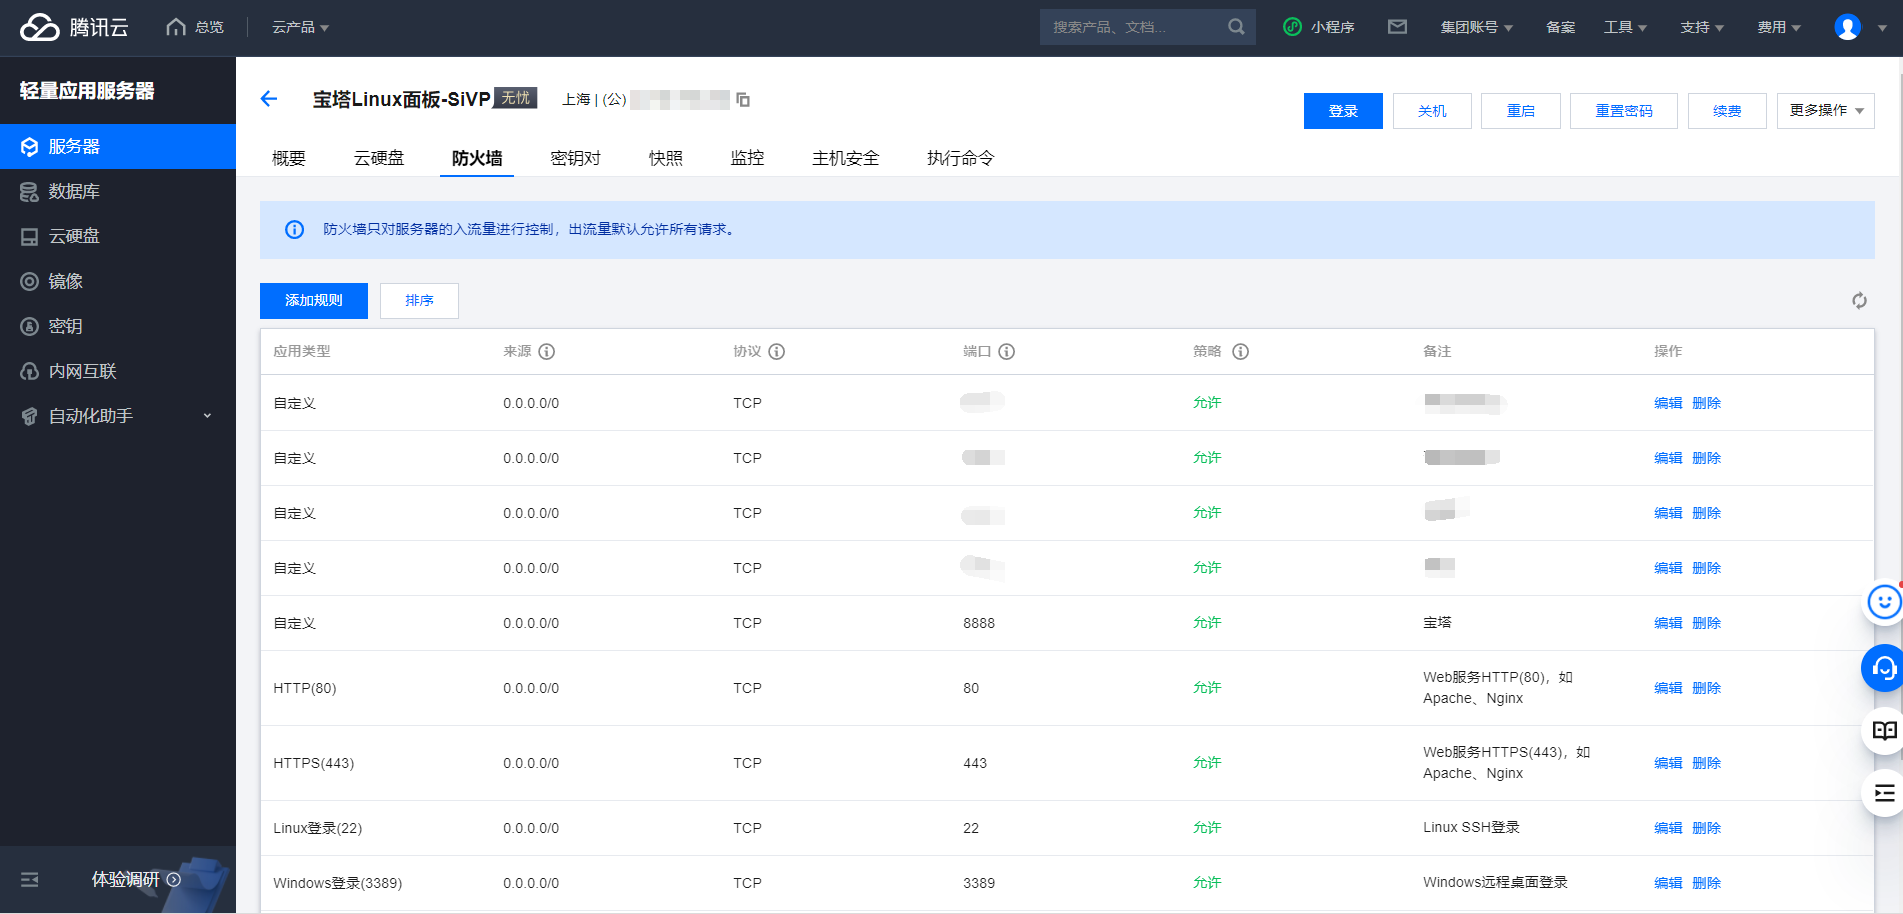 腾讯云 总览 云产品 搜索产品、文档... 小程序 集团账号 备案 工具 支持 费用
轻量应用服务器
服务器
数据库
云硬盘
镜像
密钥
内网互联
自动化助手
体验调研
宝塔Linux面板-SiVP 无忧 上海 | (公)
登录 关机 重启 重置密码 续费 更多操作
概要 云硬盘 防火墙 密钥对 快照 监控 主机安全 执行命令
防火墙只对服务器的入流量进行控制，出流量默认允许所有请求。
添加规则 排序
应用类型 来源 协议 端口 策略 备注 操作
自定义 0.0.0.0/0 TCP 允许 编辑 删除
自定义 0.0.0.0/0 TCP 允许 编辑 删除
自定义 0.0.0.0/0 TCP 允许 编辑 删除
自定义 0.0.0.0/0 TCP 允许 编辑 删除
自定义 0.0.0.0/0 TCP 8888 允许 宝塔 编辑 删除
HTTP(80) 0.0.0.0/0 TCP 80 允许 Web服务HTTP(80)，如
Apache、Nginx 编辑 删除
HTTPS(443) 0.0.0.0/0 TCP 443 允许 Web服务HTTPS(443)，如
Apache、Nginx 编辑 删除
Linux登录(22) 0.0.0.0/0 TCP 22 允许 Linux SSH登录 编辑 删除
Windows登录(3389) 0.0.0.0/0 TCP 3389 允许 Windows远程桌面登录 编辑 删除